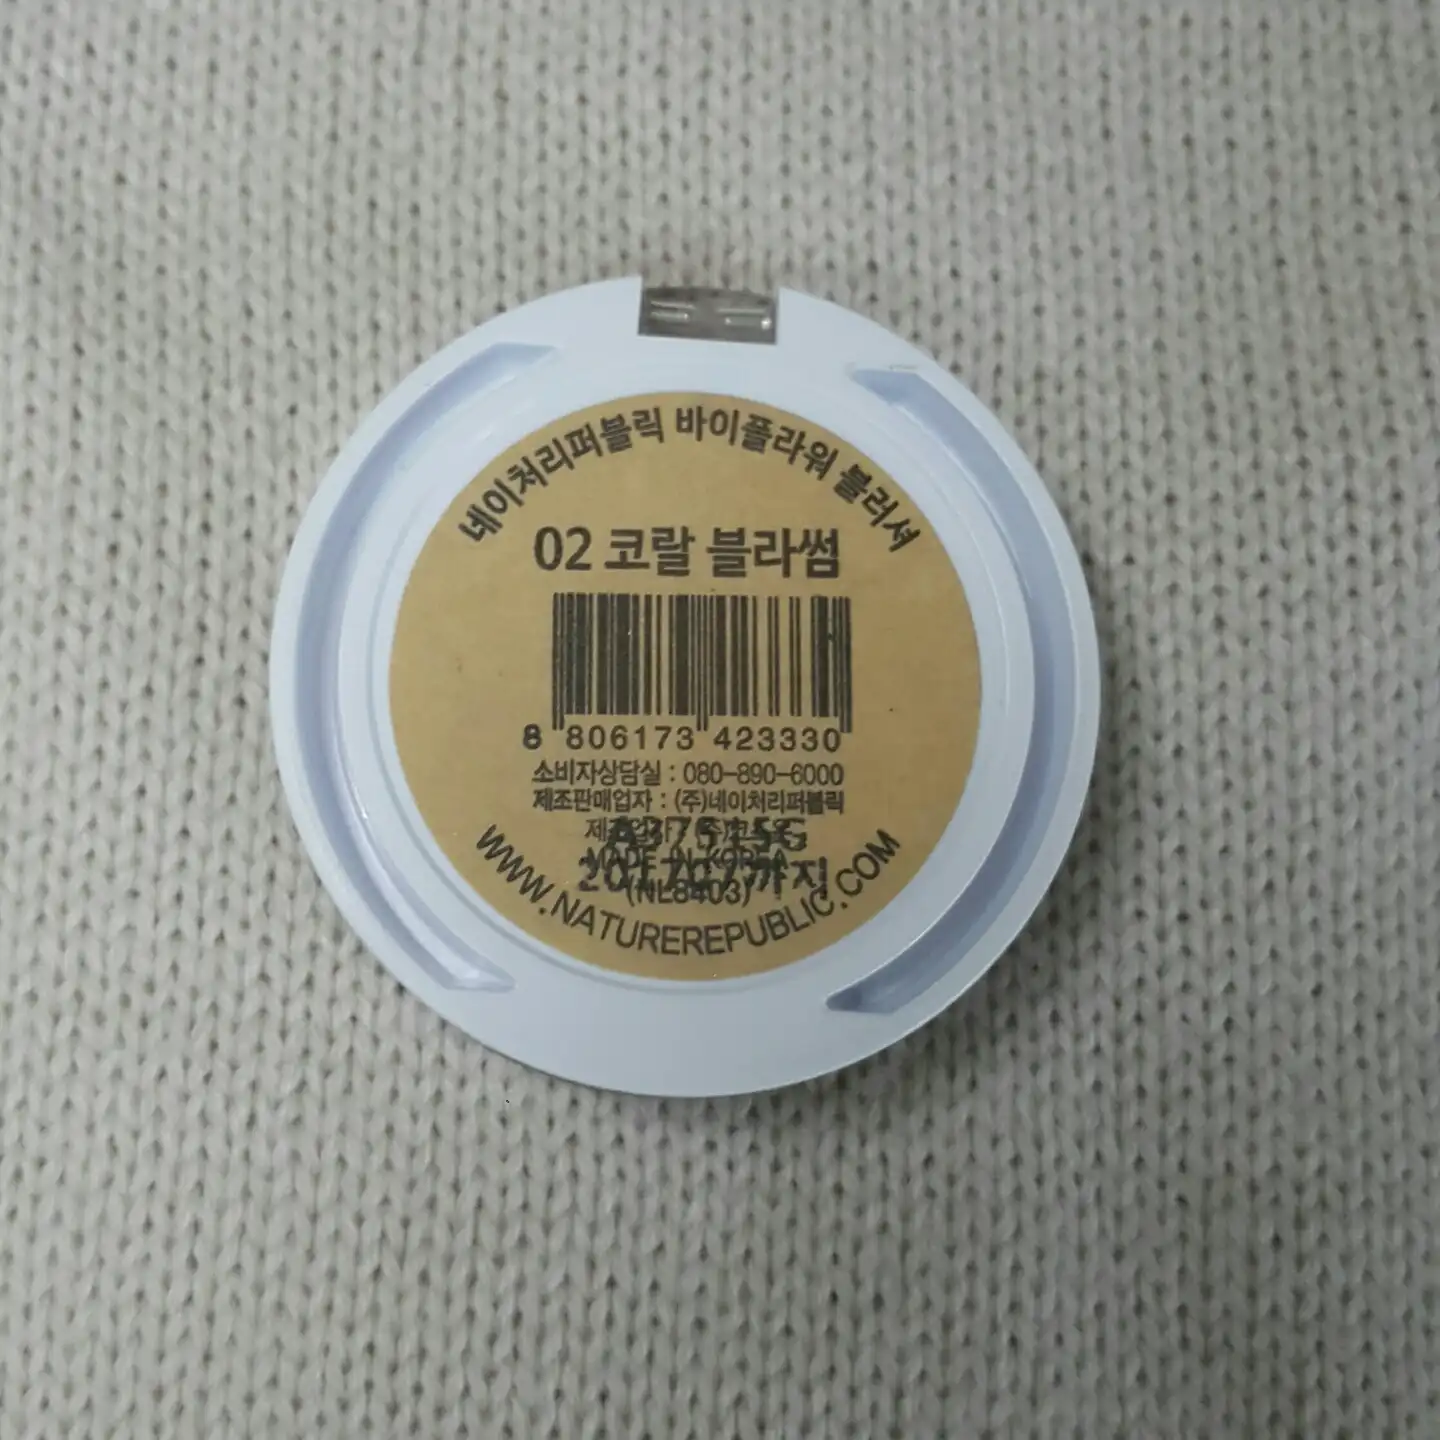 네이처리퍼블릭 바이플라워 블러셔
02 코랄 블라썸
8 806173 423330
소비자상담실 : 080-890-6000
제조판매업자 : (주)네이처리퍼블릭
MADE IN KOREA
(NL8403)
까지
WWW.NATUREREPUBLIC.COM